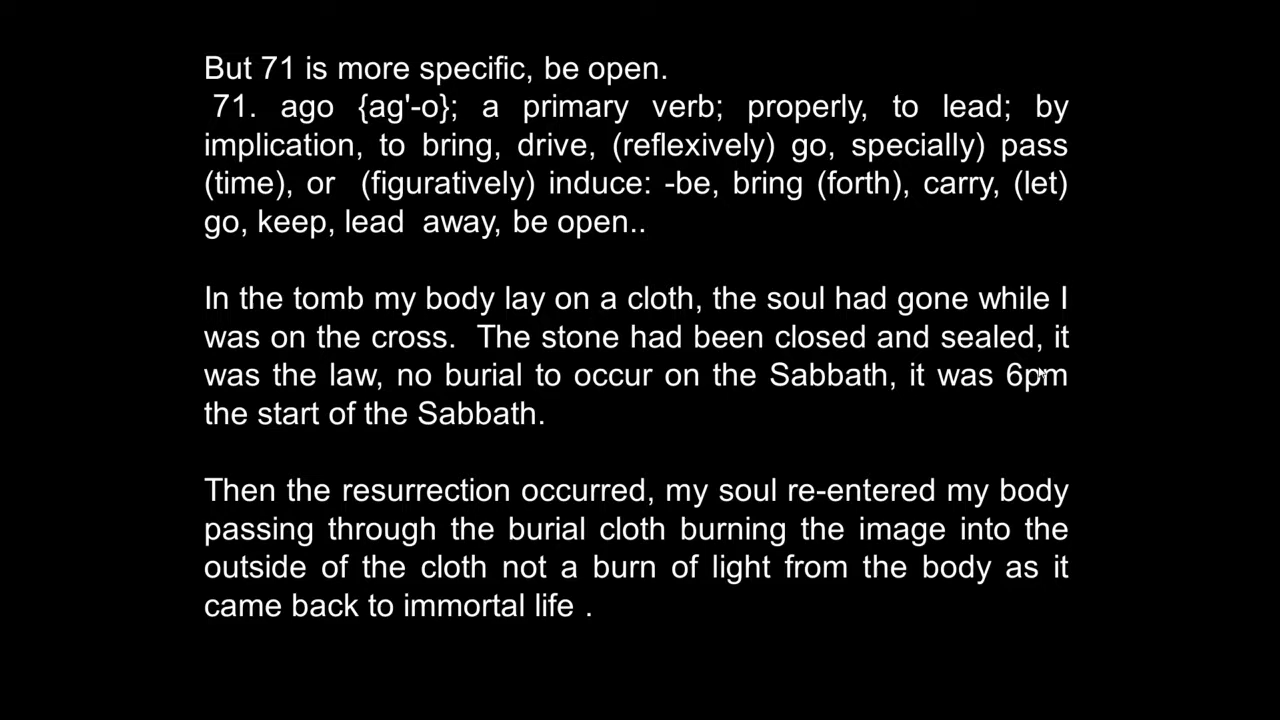 But 71 is more specific, be open.
71. ago {ag'-o}; a primary verb; properly, to lead; by
implication, to bring, drive, (reflexively) go, specially) pass
(time), or (figuratively) induce: -be, bring (forth), carry, (let)
go, keep, lead away, be open..
In the tomb my body lay on a cloth, the soul had gone while I
was on the cross. The stone had been closed and sealed, it
was the law, no burial to occur on the Sabbath, it was 6pm
the start of the Sabbath.
Then the resurrection occurred, my soul re-entered my body
passing through the burial cloth burning the image into the
outside of the cloth not a burn of light from the body as it
came back to immortal life .